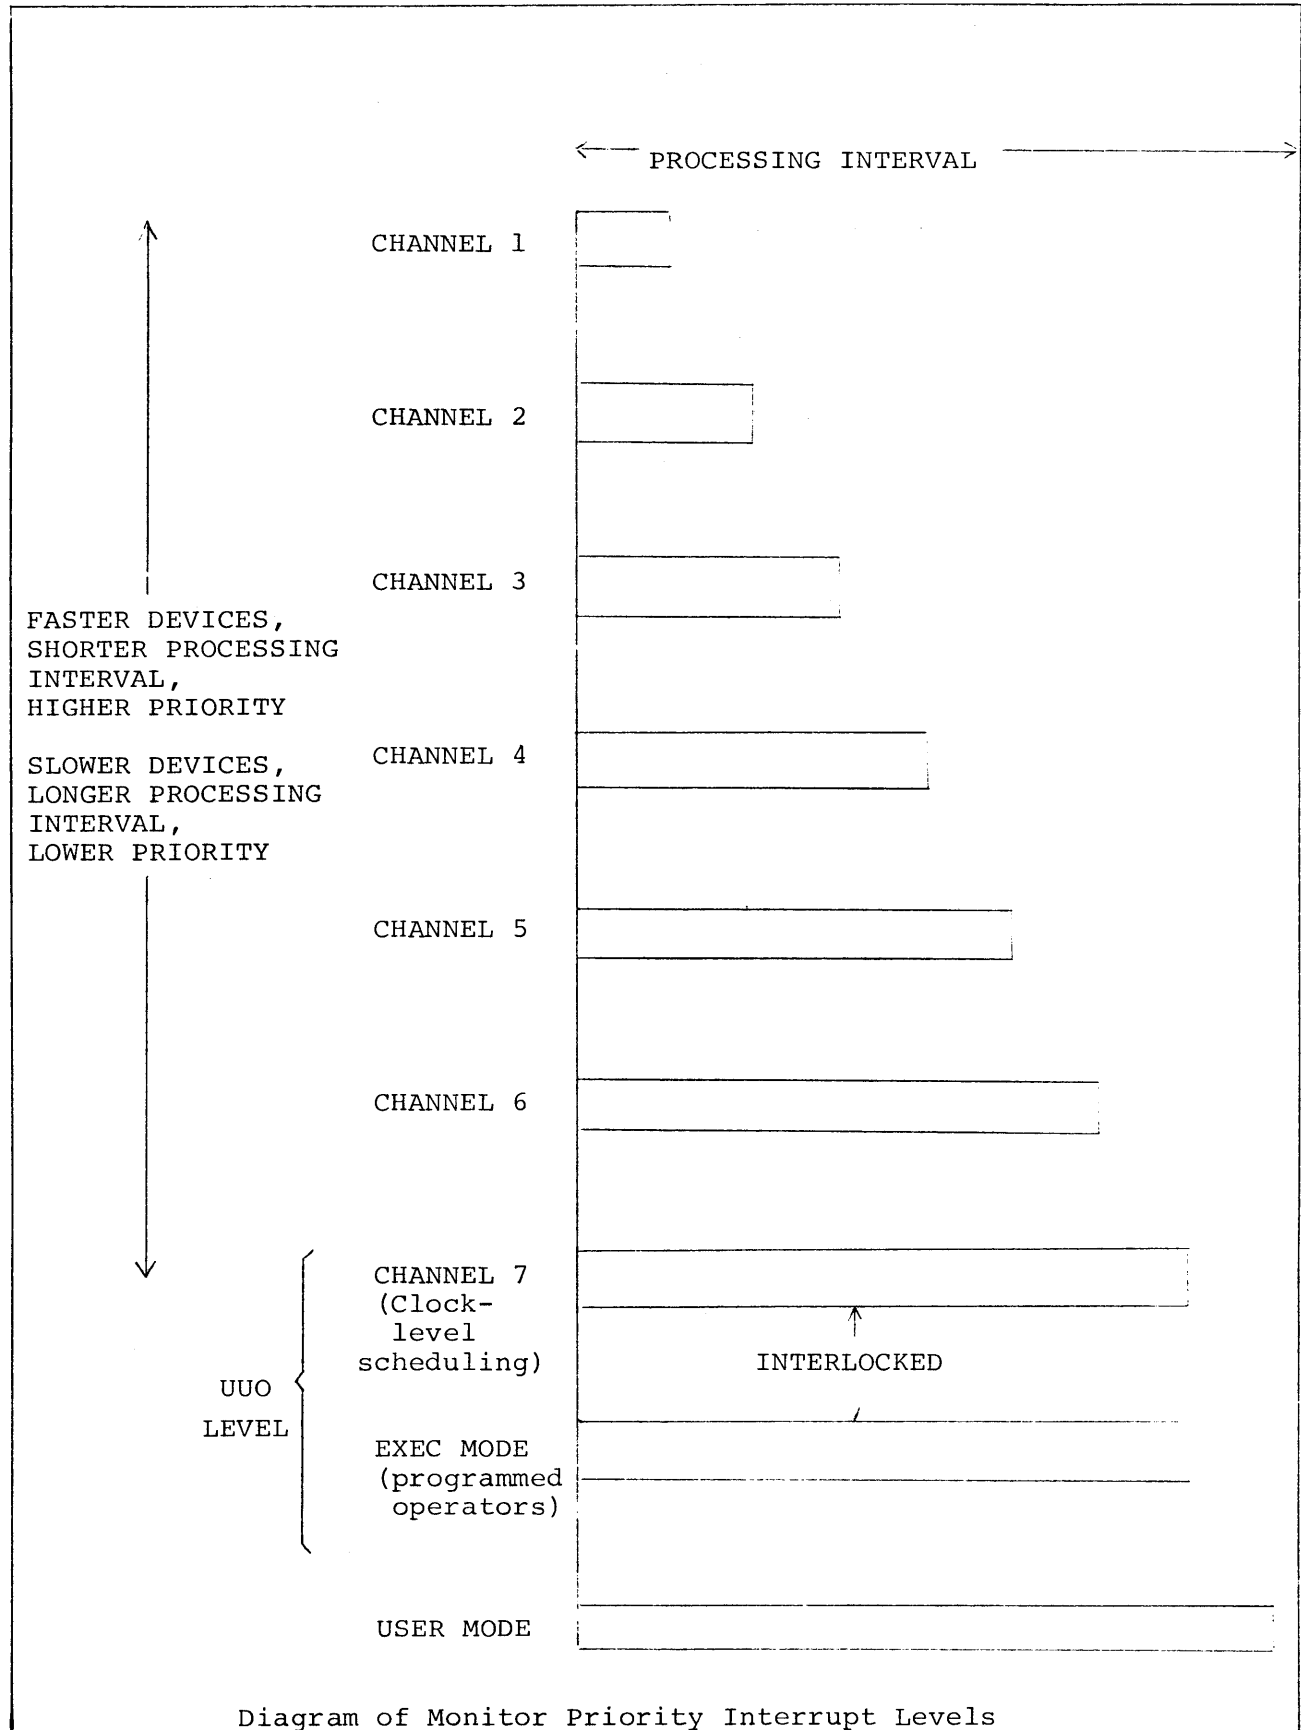 PROCESSING INTERVAL
CHANNEL 1
CHANNEL 2
CHANNEL 3
FASTER DEVICES,
SHORTER PROCESSING
INTERVAL,
HIGHER PRIORITY
SLOWER DEVICES,
LONGER PROCESSING
INTERVAL,
LOWER PRIORITY
CHANNEL 4
CHANNEL 5
CHANNEL 6
CHANNEL 7
(Clock-
level
scheduling)
INTERLOCKED
UUO
LEVEL
EXEC MODE
(programmed
operators)
USER MODE
Diagram of Monitor Priority Interrupt Levels